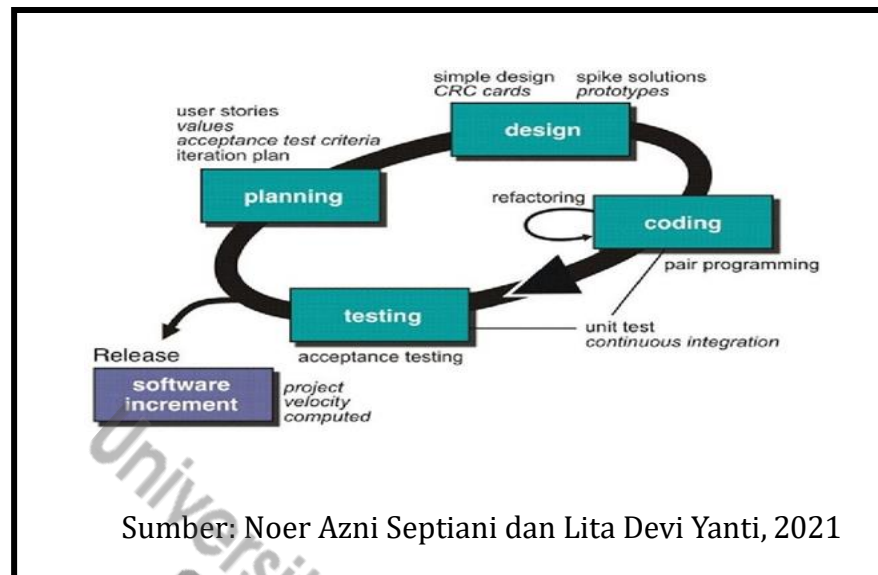 simple design
CRC cards
spike solutions
prototypes
design
user stories
values
acceptance test criteria
iteration plan
planning
refactoring
coding
pair programming
testing
acceptance testing
unit test
continuous integration
Release
software
increment
project
velocity
computed
Sumber: Noer Azni Septiani dan Lita Devi Yanti, 2021